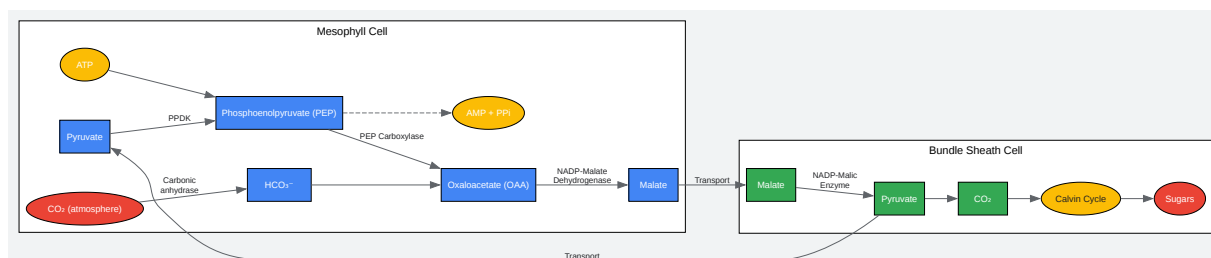 Mesophyll Cell
ATP
Phosphoenolpyruvate (PEP)
AMP + PPi
PPDK
Pyruvate
PEP Carboxylase
Carbonic
anhydrase
HCO₃⁻
CO₂ (atmosphere)
Oxaloacetate (OAA)
NADP-Malate
Dehydrogenase
Malate
Transport
Bundle Sheath Cell
Malate
NADP-Malic
Enzyme
Pyruvate
CO₂
Calvin Cycle
Sugars
Transport